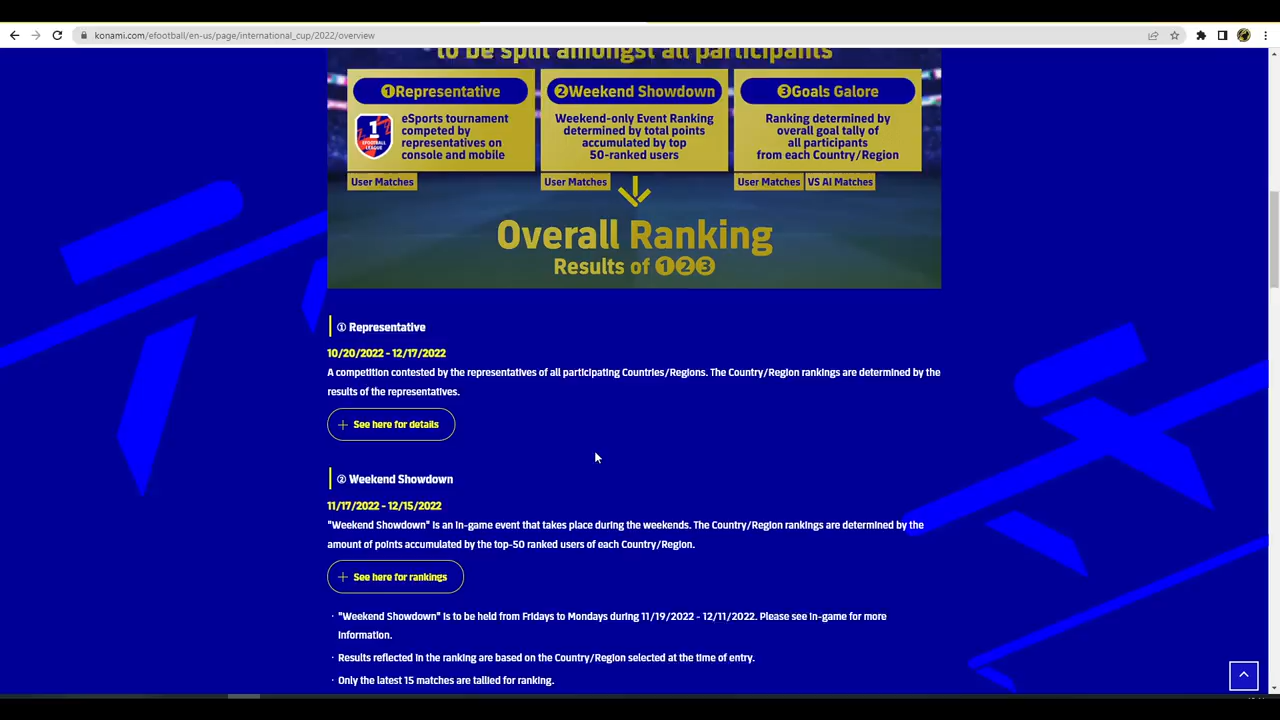 konami.com/efootball/en-us/page/international_cup/2022/overview
to be split amongst all participants
❶Representative
eSports tournament
competed by
representatives on
console and mobile
User Matches
❷Weekend Showdown
Weekend-only Event Ranking
determined by total points
accumulated by top
50-ranked users
User Matches
❸Goals Galore
Ranking determined by
overall goal tally of
all participants
from each Country/Region
User Matches
VS AI Matches
Overall Ranking
Results of ❶❷❸
① Representative
10/20/2022 - 12/17/2022
A competition contested by the representatives of all participating Countries/Regions. The Country/Region rankings are determined by the
results of the representatives.
See here for details
② Weekend Showdown
11/17/2022 - 12/15/2022
"Weekend Showdown" is an in-game event that takes place during the weekends. The Country/Region rankings are determined by the
amount of points accumulated by the top-50 ranked users of each Country/Region.
See here for rankings
· "Weekend Showdown" is to be held from Fridays to Mondays during 11/19/2022 - 12/11/2022. Please see in-game for more
information.
· Results reflected in the ranking are based on the Country/Region selected at the time of entry.
· Only the latest 15 matches are tallied for ranking.